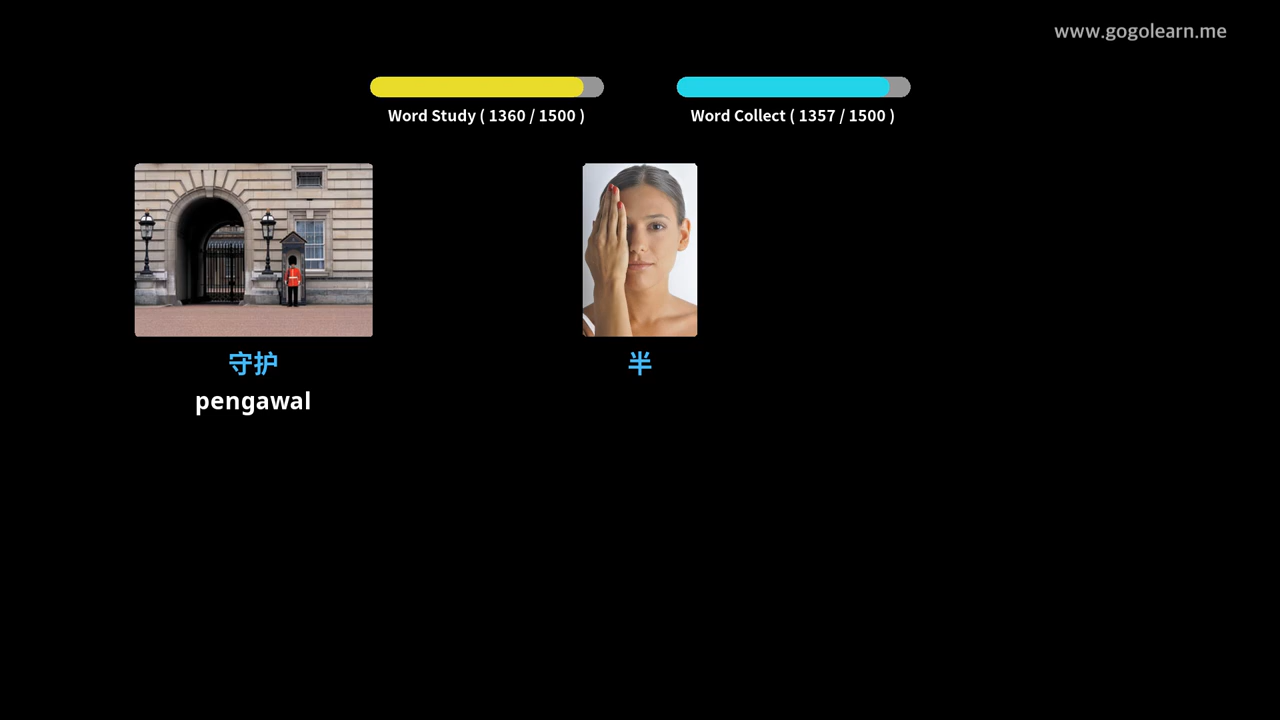 www.gogolearn.me
Word Study ( 1360 / 1500 )
Word Collect ( 1357 / 1500 )
守护
pengawal
半